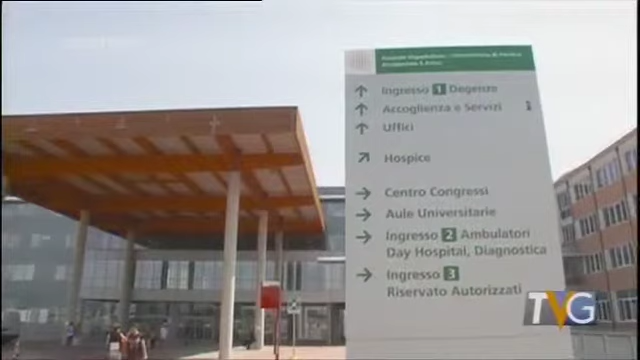 Ingresso 1 Degenze
Accoglienza e Servizi
Uffici
Hospice
Centro Congressi
Aule Universitarie
Ingresso 2 Ambulatori
Day Hospital, Diagnostica
Ingresso 3
Riservato Autorizzati
TVG